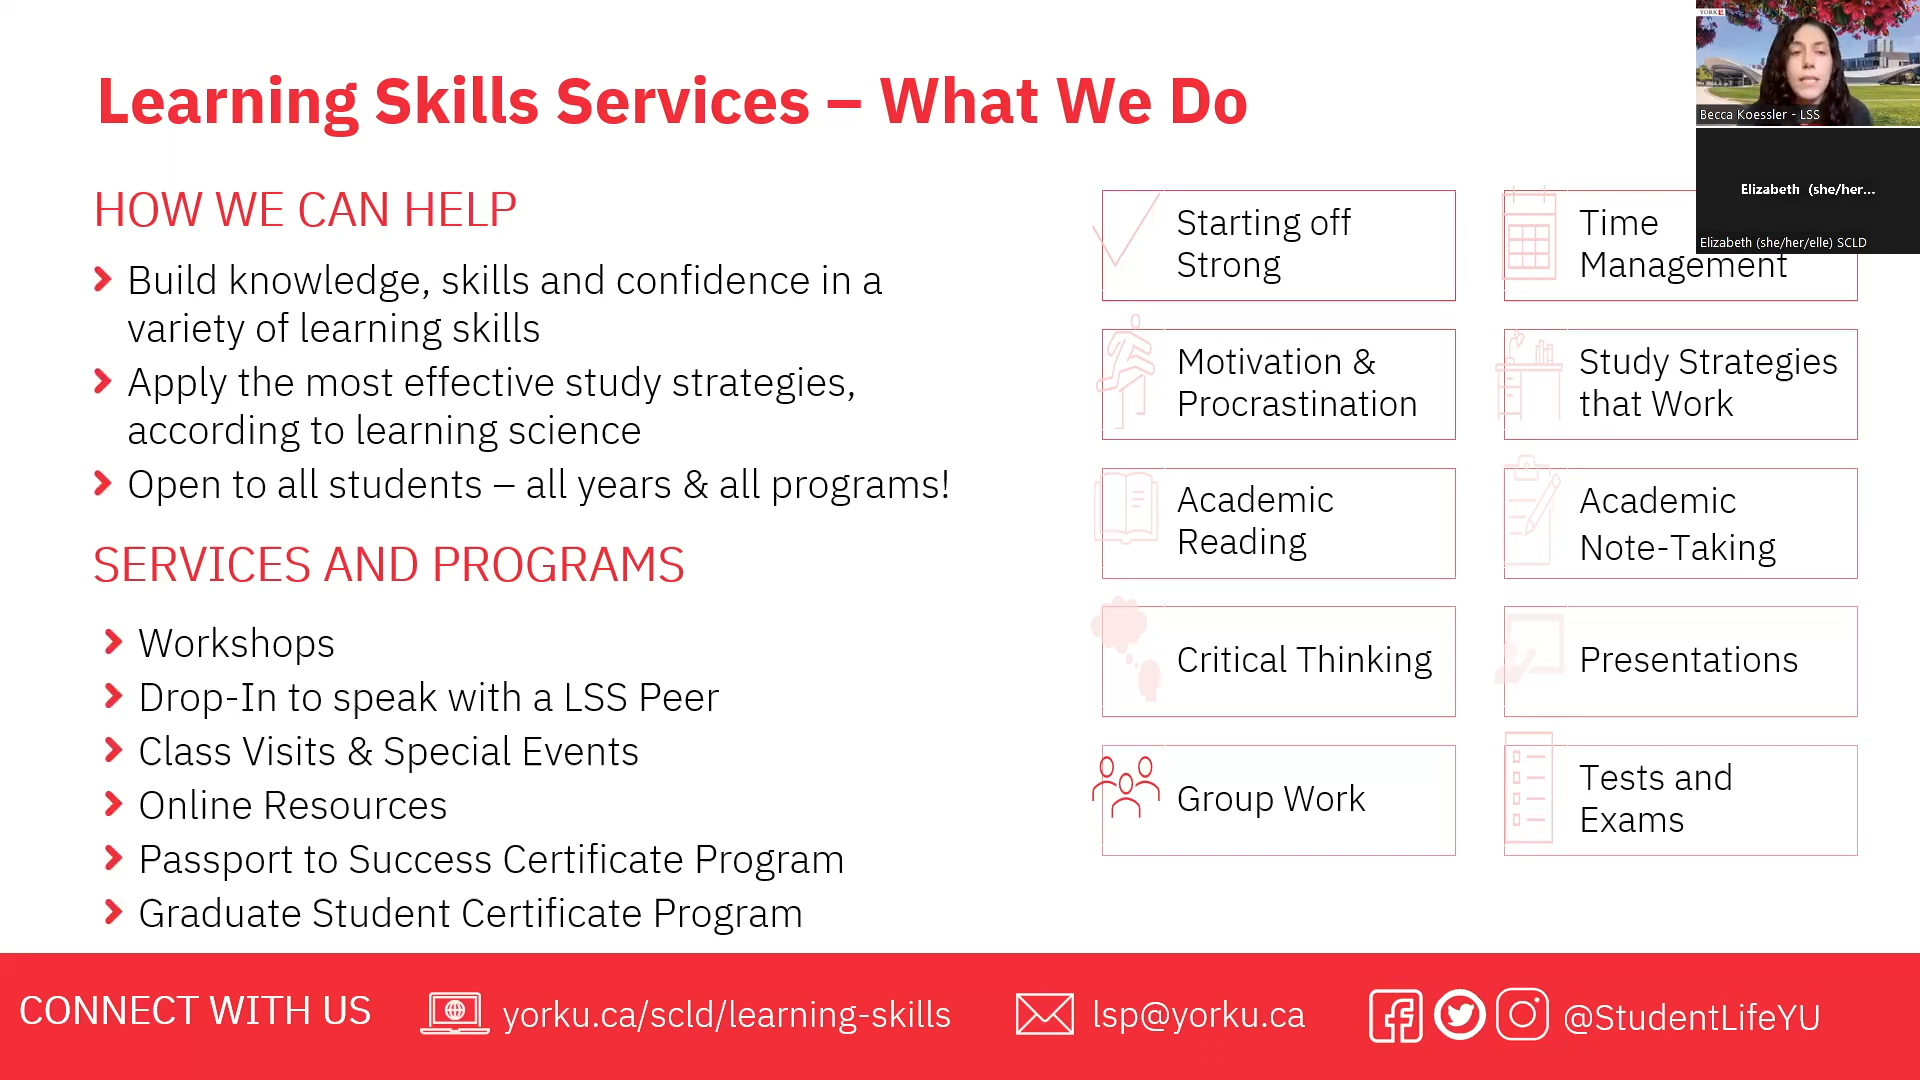 Learning Skills Services – What We Do
HOW WE CAN HELP
Build knowledge, skills and confidence in a
variety of learning skills
Apply the most effective study strategies,
according to learning science
Open to all students – all years & all programs!
SERVICES AND PROGRAMS
Workshops
Drop-In to speak with a LSS Peer
Class Visits & Special Events
Online Resources
Passport to Success Certificate Program
Graduate Student Certificate Program
Starting off
Strong
Time
Management
Motivation &
Procrastination
Study Strategies
that Work
Academic
Reading
Academic
Note-Taking
Critical Thinking
Presentations
Group Work
Tests and
Exams
YORK U
Becca Koessler - LSS
Elizabeth (she/her...
Elizabeth (she/her/elle) SCLD
CONNECT WITH US
yorku.ca/scld/learning-skills
lsp@yorku.ca
@StudentLifeYU